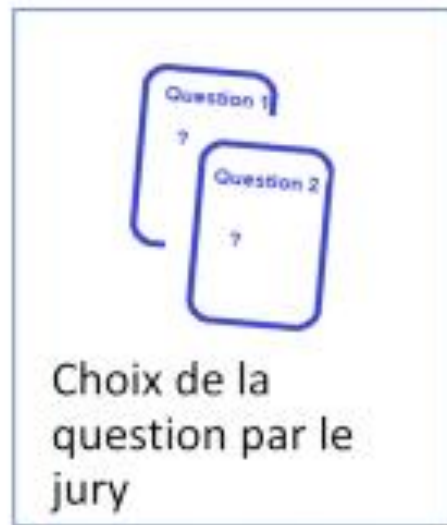 Question 1
?
Question 2
?
Choix de la
question par le
jury